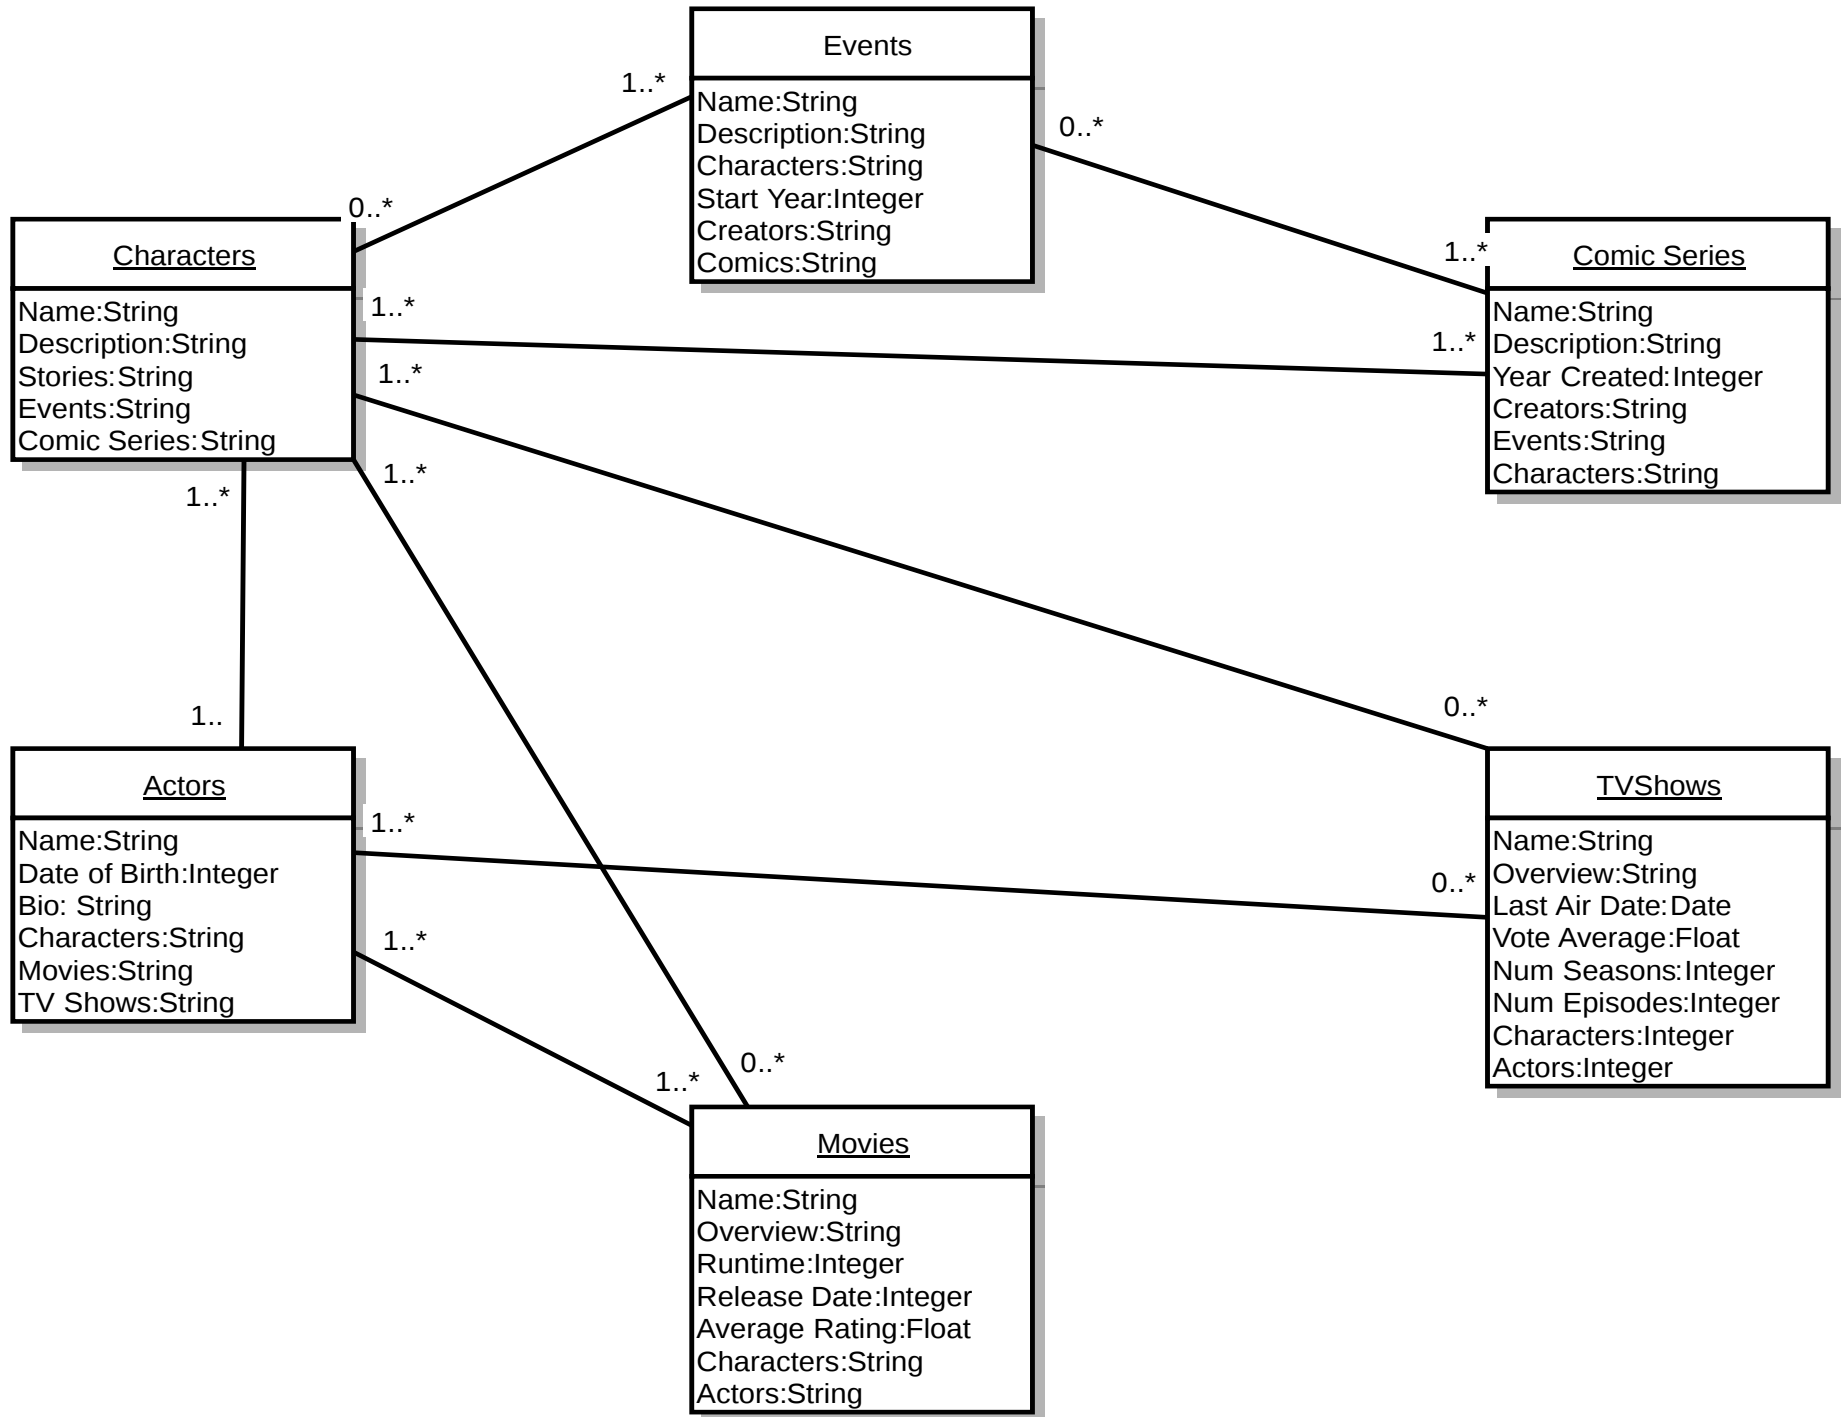 Events
Name:String
Description:String
Characters:String
Start Year:Integer
Creators:String
Comics:String
1..*
0..*
0..*
1..*
Characters
Name:String
Description:String
Stories:String
Events:String
Comic Series:String
1..*
1..*
1..*
1..*
1..*
1..
Comic Series
Name:String
Description:String
Year Created:Integer
Creators:String
Events:String
Characters:String
0..*
Actors
Name:String
Date of Birth:Integer
Bio: String
Characters:String
Movies:String
TV Shows:String
1..*
0..*
1..*
1..*
0..*
TVShows
Name:String
Overview:String
Last Air Date:Date
Vote Average:Float
Num Seasons:Integer
Num Episodes:Integer
Characters:Integer
Actors:Integer
Movies
Name:String
Overview:String
Runtime:Integer
Release Date:Integer
Average Rating:Float
Characters:String
Actors:String